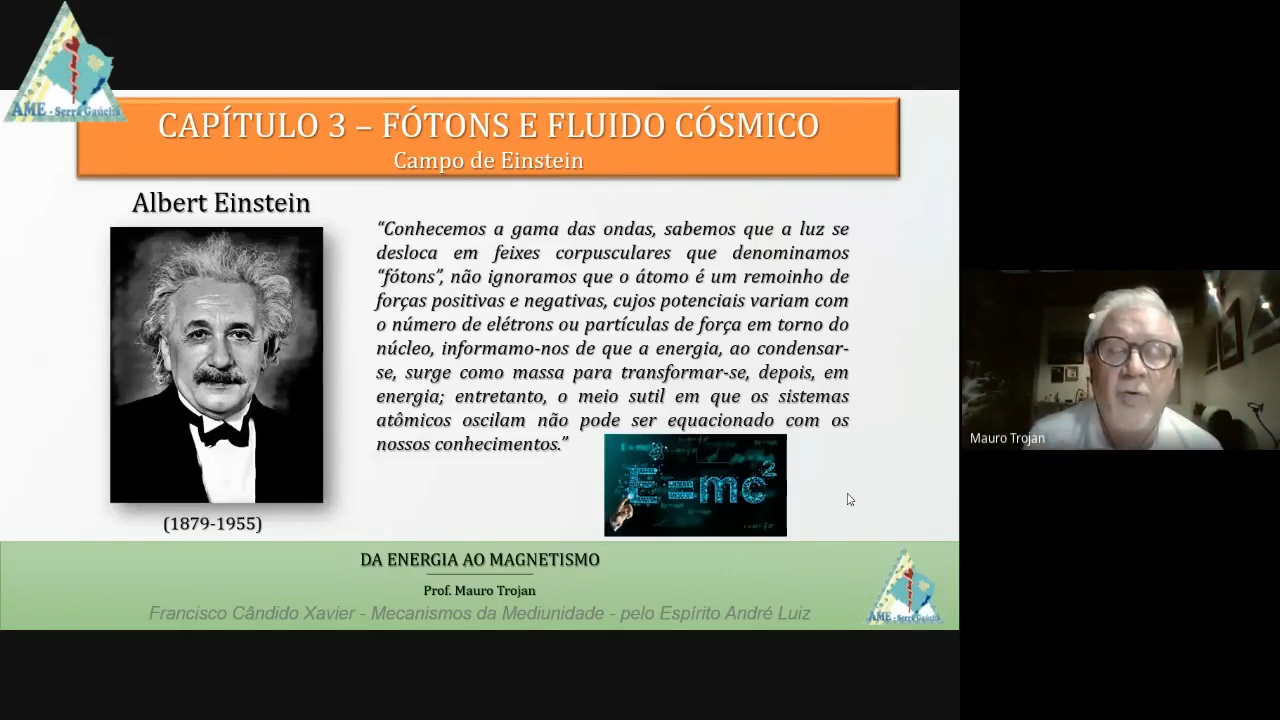 AME - Serra Gaúcha
CAPÍTULO 3 – FÓTONS E FLUIDO CÓSMICO
Campo de Einstein
Albert Einstein
“Conhecemos a gama das ondas, sabemos que a luz se
desloca em feixes corpusculares que denominamos
“fótons”, não ignoramos que o átomo é um remoinho de
forças positivas e negativas, cujos potenciais variam com
o número de elétrons ou partículas de força em torno do
núcleo, informamo-nos de que a energia, ao condensar-
se, surge como massa para transformar-se, depois, em
energia; entretanto, o meio sutil em que os sistemas
atômicos oscilam não pode ser equacionado com os
nossos conhecimentos.”
E=mc²
(1879-1955)
Mauro Trojan
DA ENERGIA AO MAGNETISMO
Prof. Mauro Trojan
Francisco Cândido Xavier - Mecanismos da Mediunidade - pelo Espírito André Luiz
AME - Serra Gaúcha